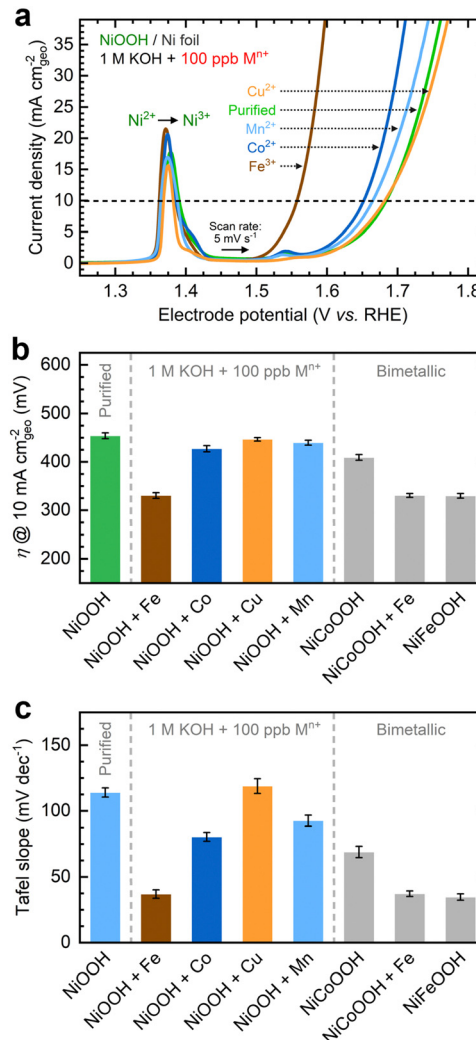 a
NiOOH / Ni foil
1 M KOH + 100 ppb Mⁿ⁺
Ni²⁺ → Ni³⁺
Cu²⁺
Purified
Mn²⁺
Co²⁺
Fe³⁺
Scan rate:
5 mV s⁻¹
Current density (mA cm⁻²geo)
35
30
25
20
15
10
5
0
1.3 1.4 1.5 1.6 1.7 1.8
Electrode potential (V vs. RHE)
b
Purified
1 M KOH + 100 ppb Mⁿ⁺
Bimetallic
η @ 10 mA cm⁻²geo (mV)
600
500
400
300
200
NiOOH
NiOOH + Fe
NiOOH + Co
NiOOH + Cu
NiOOH + Mn
NiCoOOH
NiCoOOH + Fe
NiFeOOH
c
Purified
1 M KOH + 100 ppb Mⁿ⁺
Bimetallic
Tafel slope (mV dec⁻¹)
150
100
50
0
NiOOH
NiOOH + Fe
NiOOH + Co
NiOOH + Cu
NiOOH + Mn
NiCoOOH
NiCoOOH + Fe
NiFeOOH